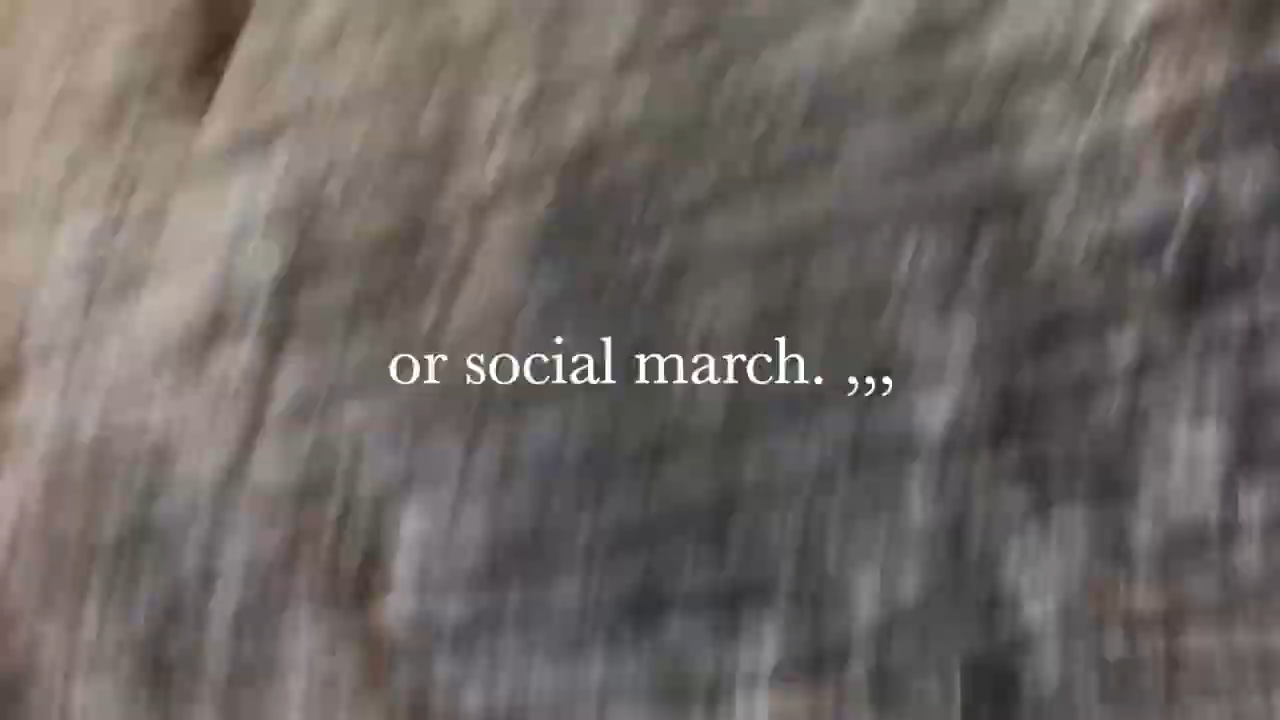 or social march. ,,,